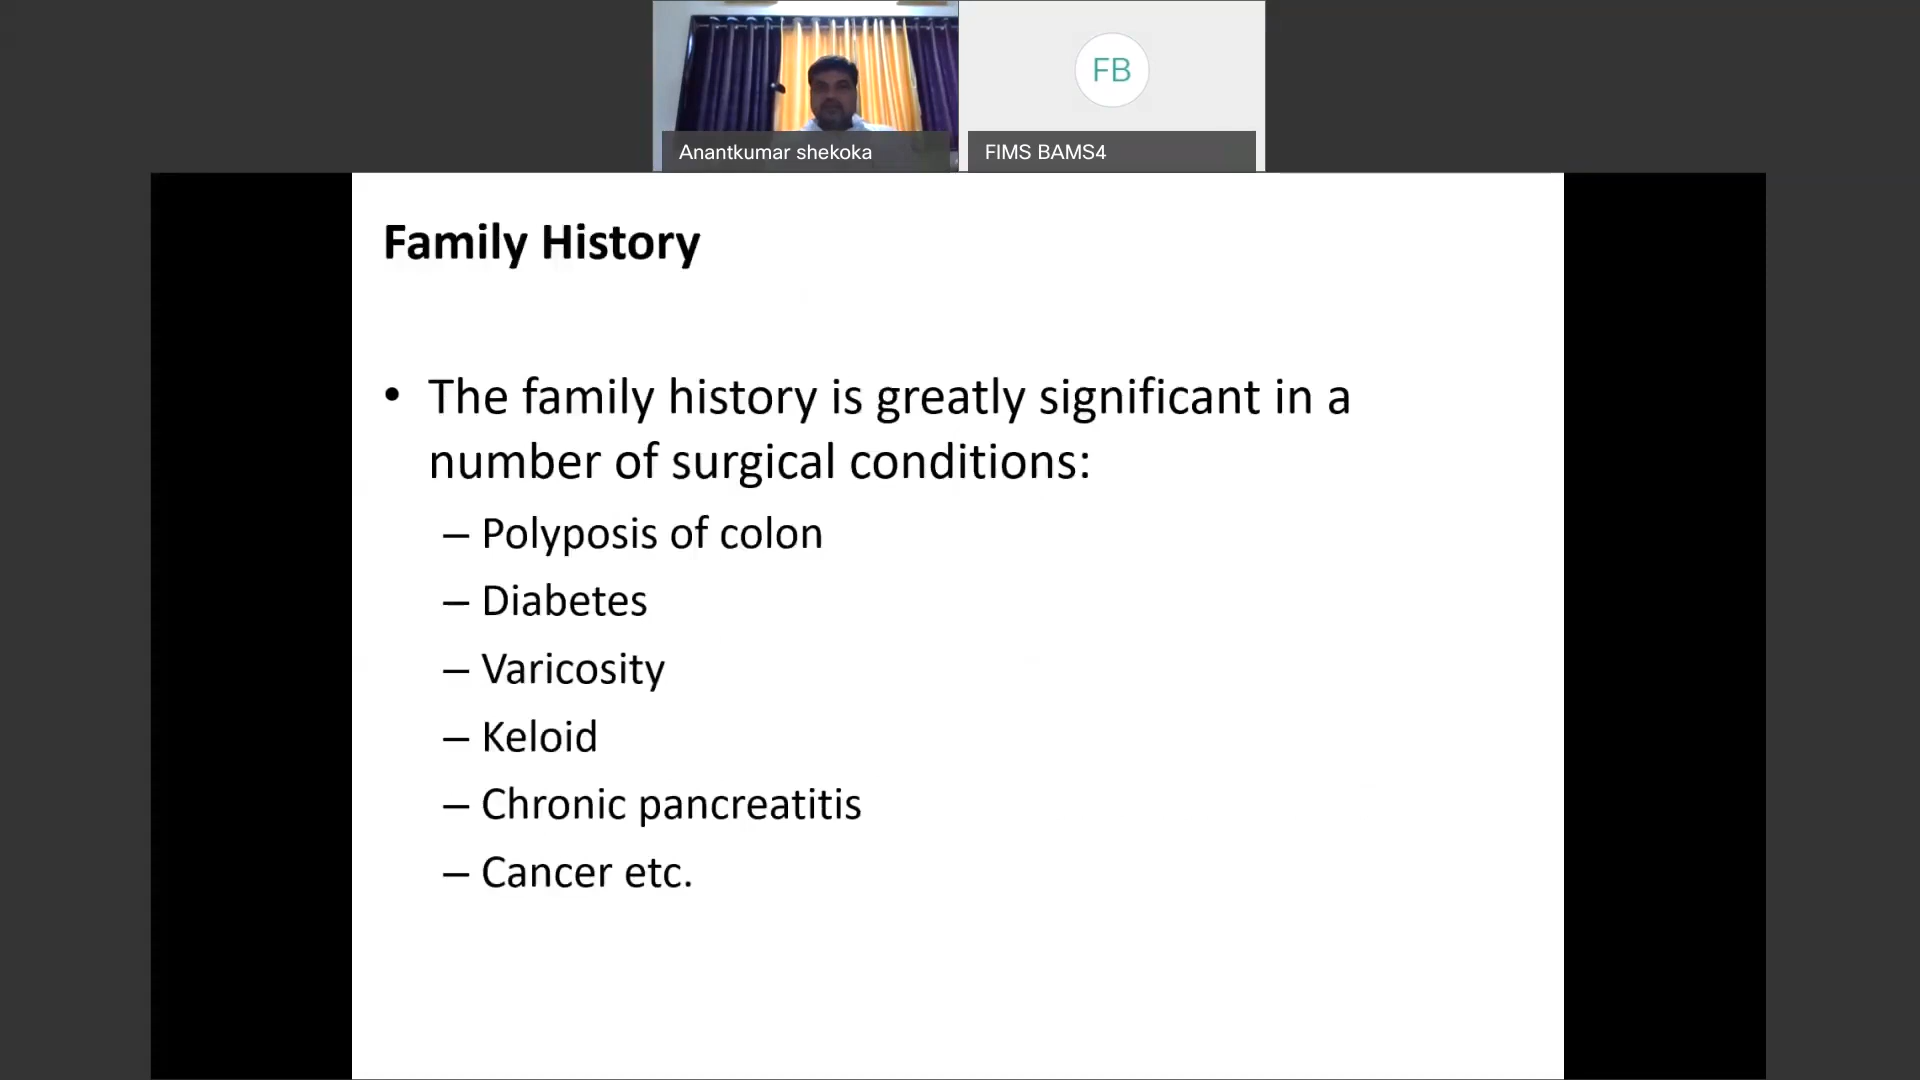 FB
Anantkumar shekoka
FIMS BAMS4
Family History
• The family history is greatly significant in a
number of surgical conditions:
– Polyposis of colon
– Diabetes
– Varicosity
– Keloid
– Chronic pancreatitis
– Cancer etc.